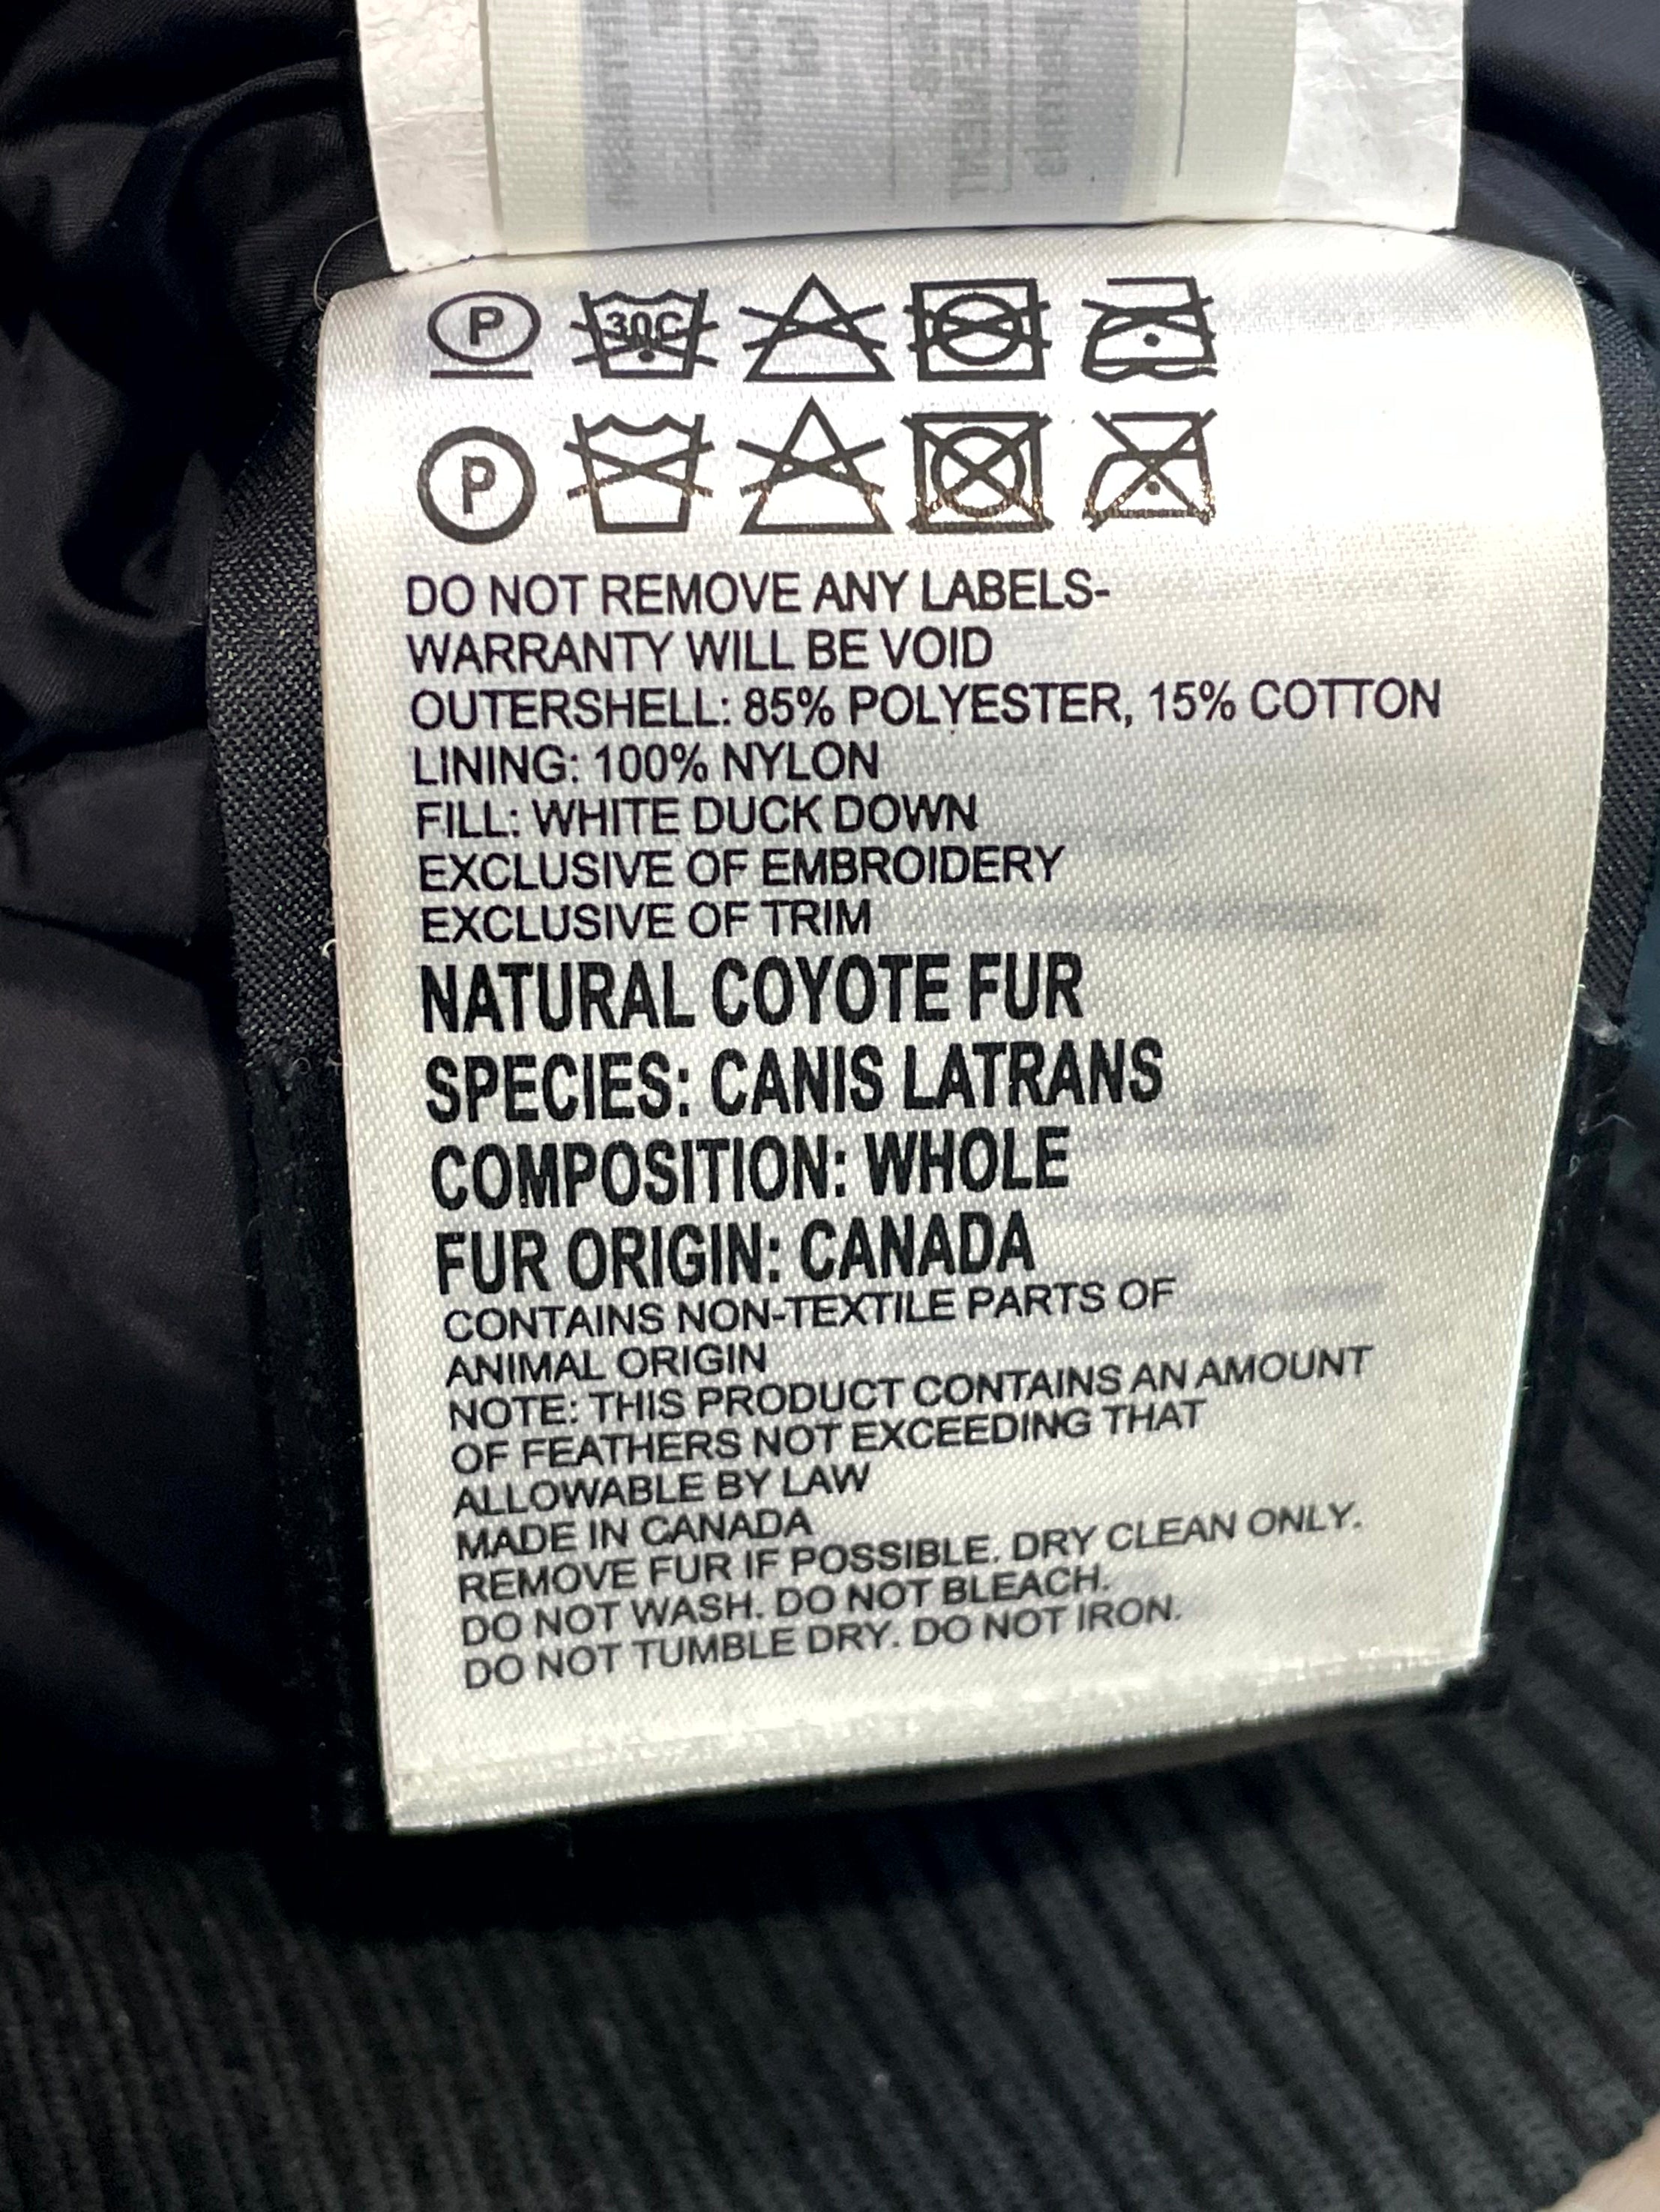 P 30C
P
DO NOT REMOVE ANY LABELS-
WARRANTY WILL BE VOID
OUTERSHELL: 85% POLYESTER, 15% COTTON
LINING: 100% NYLON
FILL: WHITE DUCK DOWN
EXCLUSIVE OF EMBROIDERY
EXCLUSIVE OF TRIM
NATURAL COYOTE FUR
SPECIES: CANIS LATRANS
COMPOSITION: WHOLE
FUR ORIGIN: CANADA
CONTAINS NON-TEXTILE PARTS OF
ANIMAL ORIGIN
NOTE: THIS PRODUCT CONTAINS AN AMOUNT
OF FEATHERS NOT EXCEEDING THAT
ALLOWABLE BY LAW
MADE IN CANADA
REMOVE FUR IF POSSIBLE. DRY CLEAN ONLY.
DO NOT WASH. DO NOT BLEACH.
DO NOT TUMBLE DRY. DO NOT IRON.